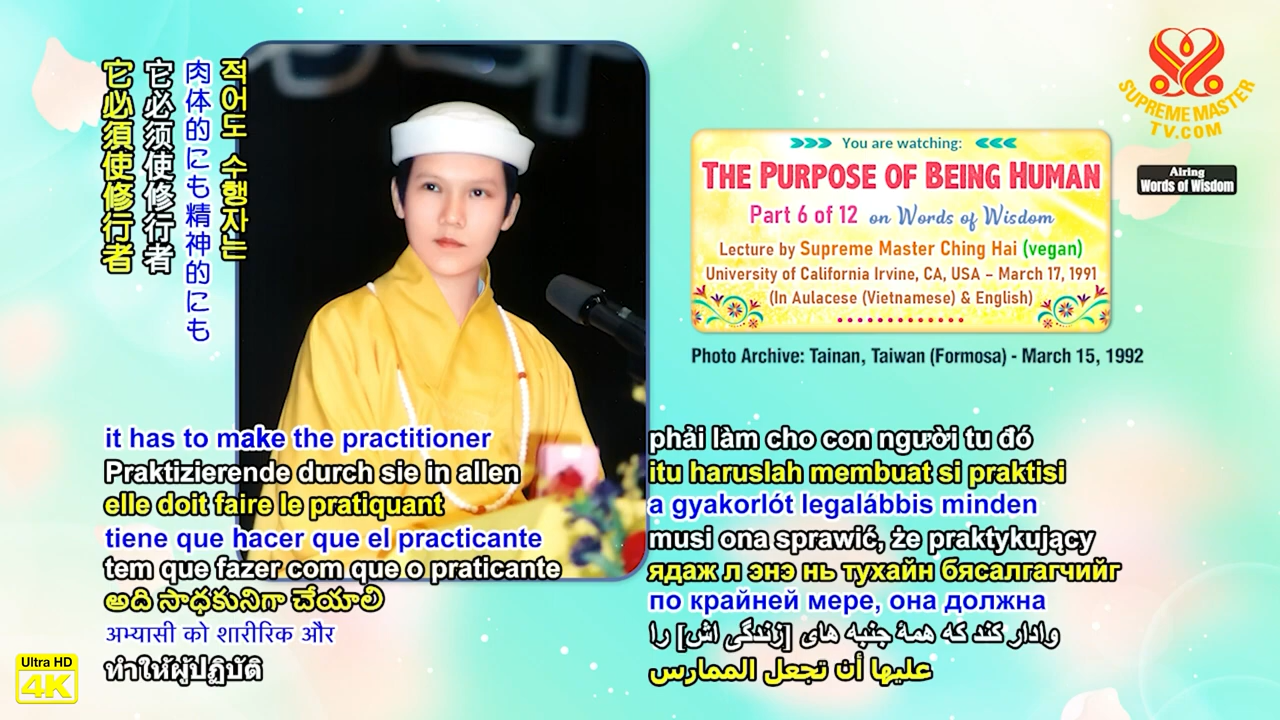 적어도 수행자는
肉体的にも精神的にも
它必须使修行者
它必須使修行者
SUPREME MASTER
TV.COM
You are watching:
THE PURPOSE OF BEING HUMAN
Part 6 of 12 on Words of Wisdom
Lecture by Supreme Master Ching Hai (vegan)
University of California Irvine, CA, USA – March 17, 1991
(In Aulacese (Vietnamese) & English)
Airing
Words of Wisdom
Photo Archive: Tainan, Taiwan (Formosa) - March 15, 1992
it has to make the practitioner
Praktizierende durch sie in allen
elle doit faire le pratiquant
tiene que hacer que el practicante
tem que fazer com que o praticante
అది సాధకునిగా చేయాలి
अभ्यासी को शारीरिक और
ทำให้ผู้ปฏิบัติ
phải làm cho con người tu đó
itu haruslah membuat si praktisi
a gyakorlót legalábbis minden
musi ona sprawić, że praktykujący
ядаж л энэ нь тухайн бясалгагчийг
по крайней мере, она должна
وادار کند که همهٔ جنبه های [زندگی اش] را
عليها أن تجعل الممارس
Ultra HD
4K